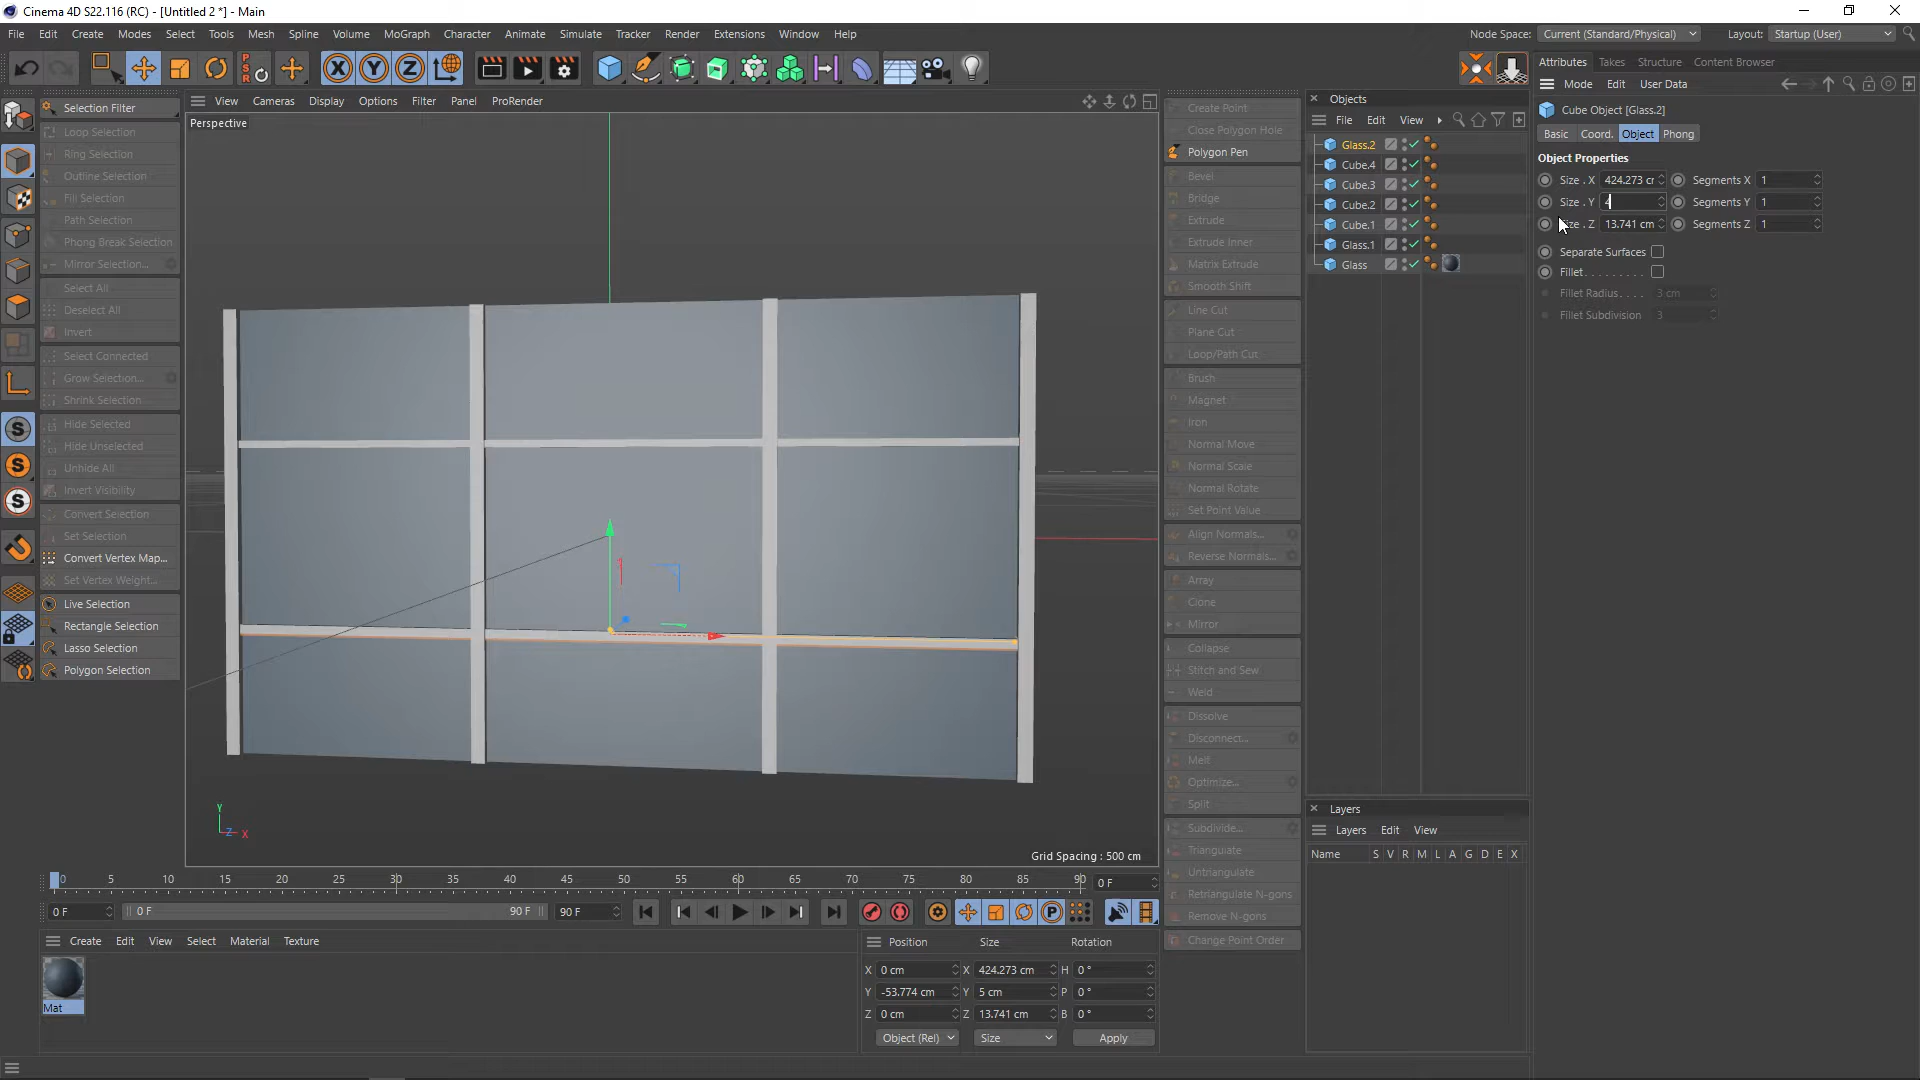 Cinema 4D S22.116 (RC) - [Untitled 2 *] - Main
File Edit Create Modes Select Tools Mesh Spline Volume MoGraph Character Animate Simulate Tracker Render Extensions Window Help Node Space: Current (Standard/Physical) Layout: Startup (User)
Selection Filter
Loop Selection
Ring Selection
Outline Selection
Fill Selection
Path Selection
Phong Break Selection
Mirror Selection...
Select All
Deselect All
Invert
Select Connected
Grow Selection...
Shrink Selection
Hide Selected
Hide Unselected
Unhide All
Invert Visibility
Convert Selection
Set Selection
Convert Vertex Map...
Set Vertex Weight...
Live Selection
Rectangle Selection
Lasso Selection
Polygon Selection
View Cameras Display Options Filter Panel ProRender
Perspective
Y
Z X
Grid Spacing : 500 cm
Create Point
Close Polygon Hole
Polygon Pen
Bevel
Bridge
Extrude
Extrude Inner
Matrix Extrude
Smooth Shift
Line Cut
Plane Cut
Loop/Path Cut
Brush
Magnet
Iron
Normal Move
Normal Scale
Normal Rotate
Set Point Value
Align Normals...
Reverse Normals...
Array
Clone
Mirror
Collapse
Stitch and Sew
Weld
Dissolve
Disconnect...
Melt
Optimize...
Split
Subdivide...
Triangulate
Untriangulate
Retriangulate N-gons
Remove N-gons
Change Point Order
Objects
File Edit View
Glass.2
Cube.4
Cube.3
Cube.2
Cube.1
Glass.1
Glass
Layers
Layers Edit View
Name S V R M L A G D E X
Attributes Takes Structure Content Browser
Mode Edit User Data
Cube Object [Glass.2]
Basic Coord. Object Phong
Object Properties
Size . X 424.273 cr Segments X 1
Size . Y 4 Segments Y 1
Size . Z 13.741 cm Segments Z 1
Separate Surfaces
Fillet . . . . . . . . .
Fillet Radius . . . . 3 cm
Fillet Subdivision 3
0 5 10 15 20 25 30 35 40 45 50 55 60 65 70 75 80 85 90 0 F
0 F 0 F 90 F 90 F
Create Edit View Select Material Texture
Mat
Position Size Rotation
X 0 cm X 424.273 cm H 0 °
Y -53.774 cm Y 5 cm P 0 °
Z 0 cm Z 13.741 cm B 0 °
Object (Rel) Size Apply